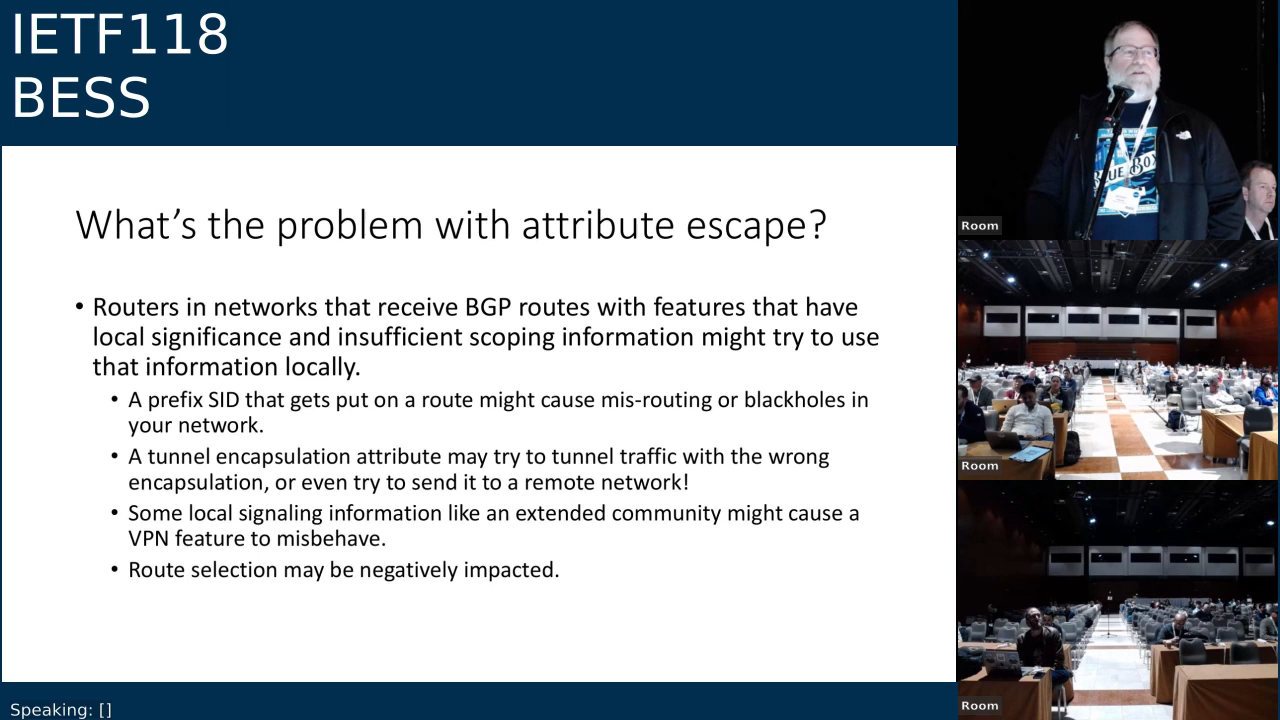 IETF118
BESS
What's the problem with attribute escape?
• Routers in networks that receive BGP routes with features that have
local significance and insufficient scoping information might try to use
that information locally.
• A prefix SID that gets put on a route might cause mis-routing or blackholes in
your network.
• A tunnel encapsulation attribute may try to tunnel traffic with the wrong
encapsulation, or even try to send it to a remote network!
• Some local signaling information like an extended community might cause a
VPN feature to misbehave.
• Route selection may be negatively impacted.
Speaking: []
Room
BLUE BOX
Room
Room